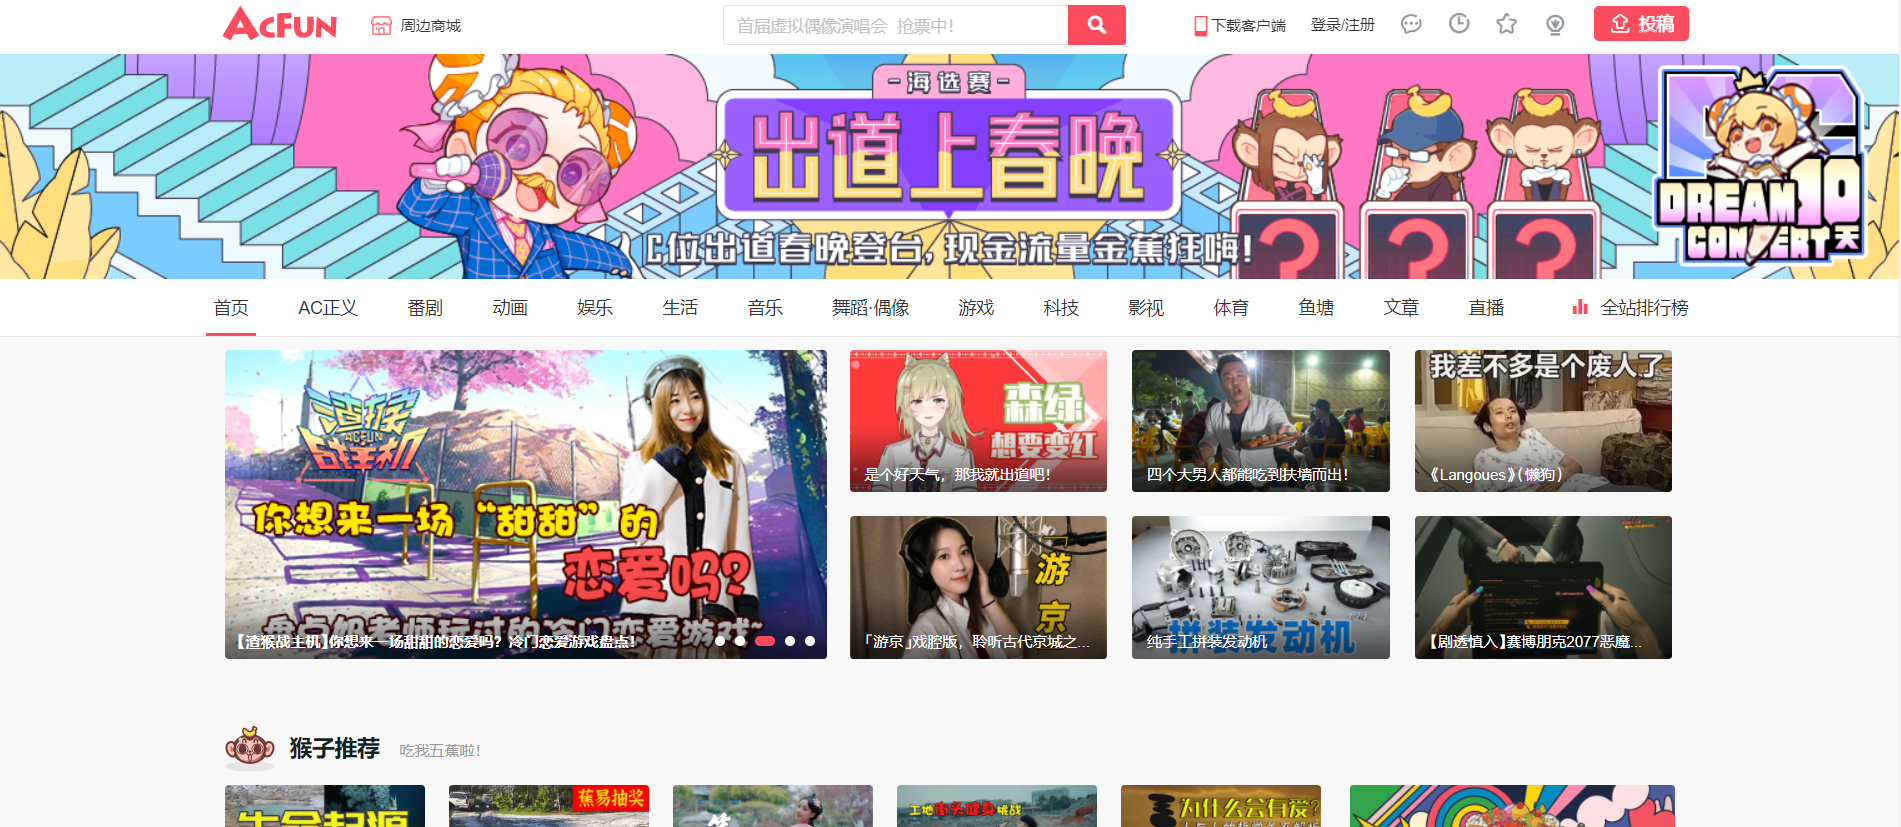 ACFUN
周边商城
首届虚拟偶像演唱会 抢票中!
下载客户端
登录/注册
投稿
海选赛
出道上春晚
C位出道春晚登台,现金流量金蕉狂嗨!
? ? ?
DREAM 10
CONCERT 天
首页
AC正义
番剧
动画
娱乐
生活
音乐
舞蹈·偶像
游戏
科技
影视
体育
鱼塘
文章
直播
全站排行榜
渣猴
ACFUN
战主机
你想来一场“甜甜”的
恋爱吗?
【渣猴战主机】你想来一场甜甜的恋爱吗?冷门恋爱游戏盘点!
森绿
想要变红
是个好天气,那我就出道吧!
四个大男人都能吃到扶墙而出!
我差不多是个废人了
《Langoues》(懒狗)
游
京
「游京」戏腔版,聆听古代京城之...
拼装发动机
纯手工拼装发动机
【剧透慎入】赛博朋克2077恶魔...
猴子推荐
吃我五蕉啦!
生命起源
蕉易抽奖
工地街头健身挑战
为什么会有爱?